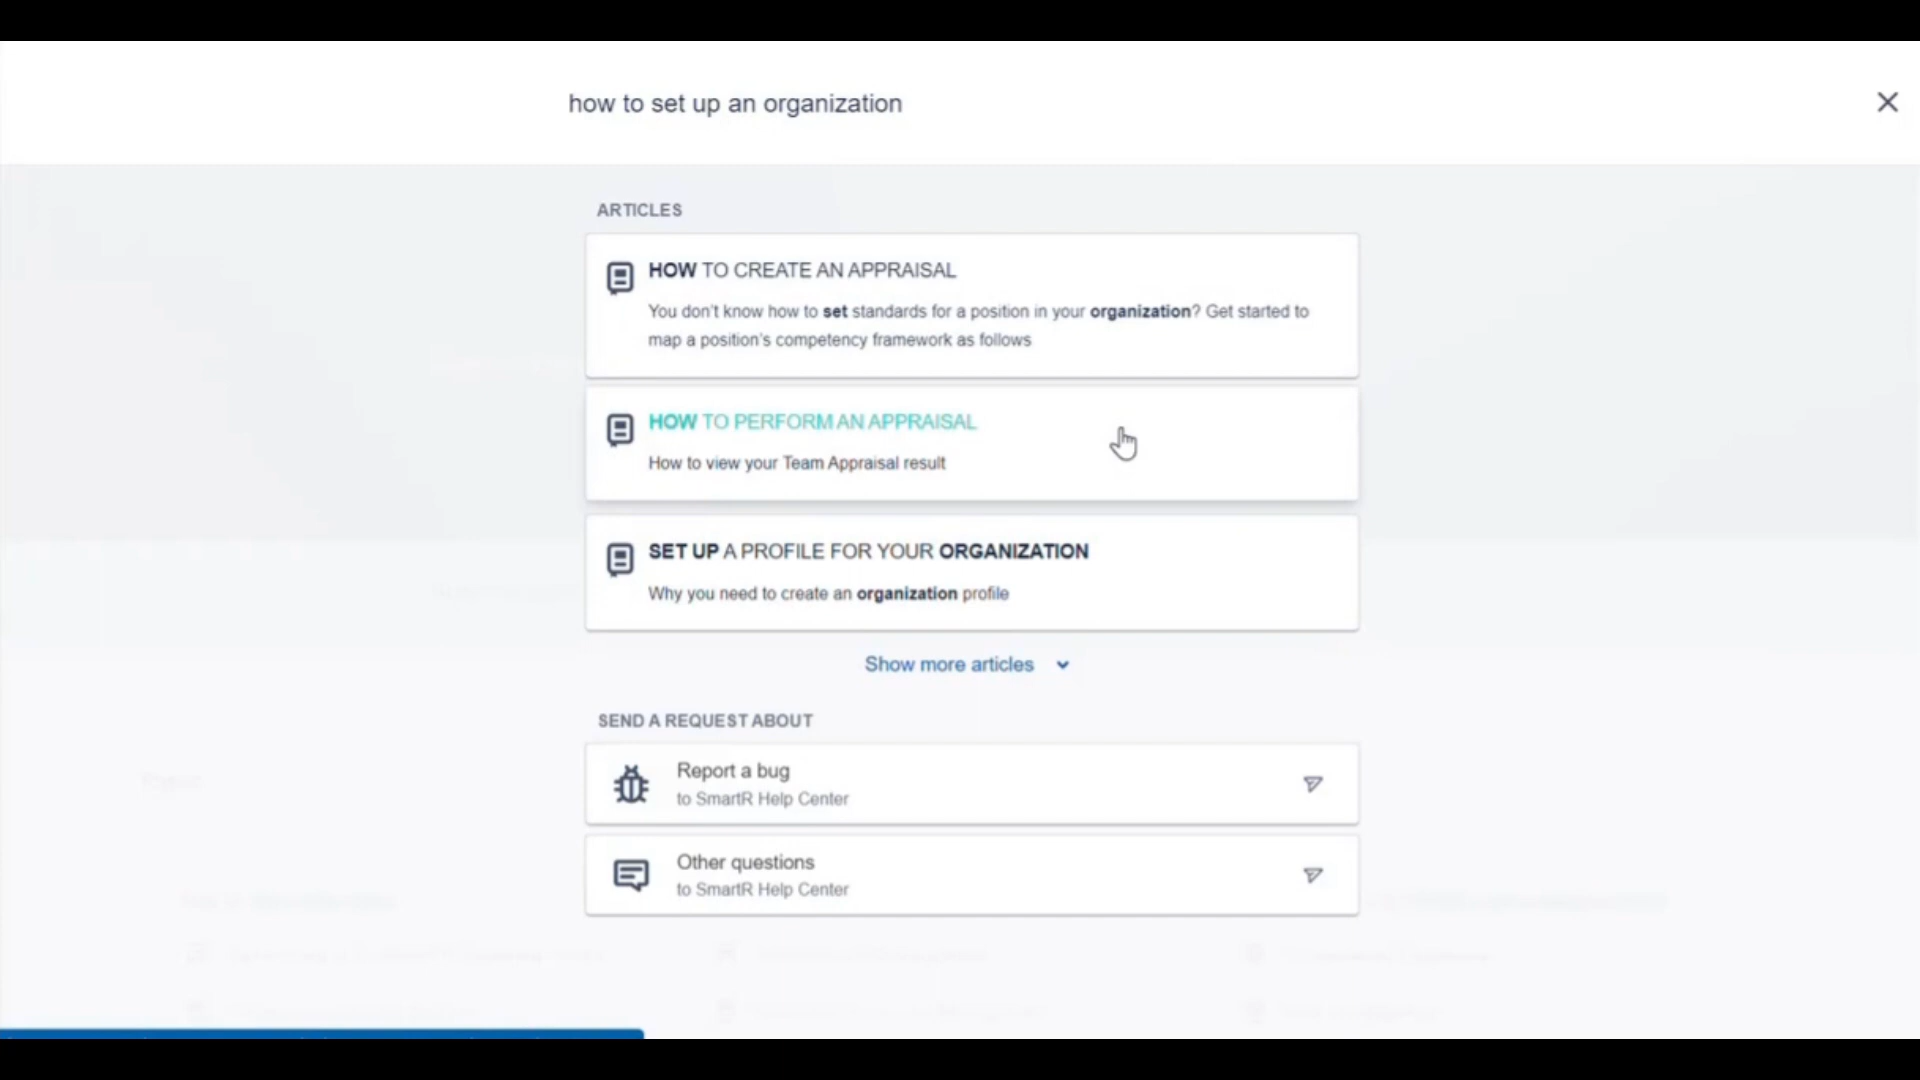 how to set up an organization
ARTICLES
HOW TO CREATE AN APPRAISAL
You don't know how to set standards for a position in your organization? Get started to
map a position's competency framework as follows
HOW TO PERFORM AN APPRAISAL
How to view your Team Appraisal result
SET UP A PROFILE FOR YOUR ORGANIZATION
Why you need to create an organization profile
Show more articles
SEND A REQUEST ABOUT
Report a bug
to SmartR Help Center
Other questions
to SmartR Help Center